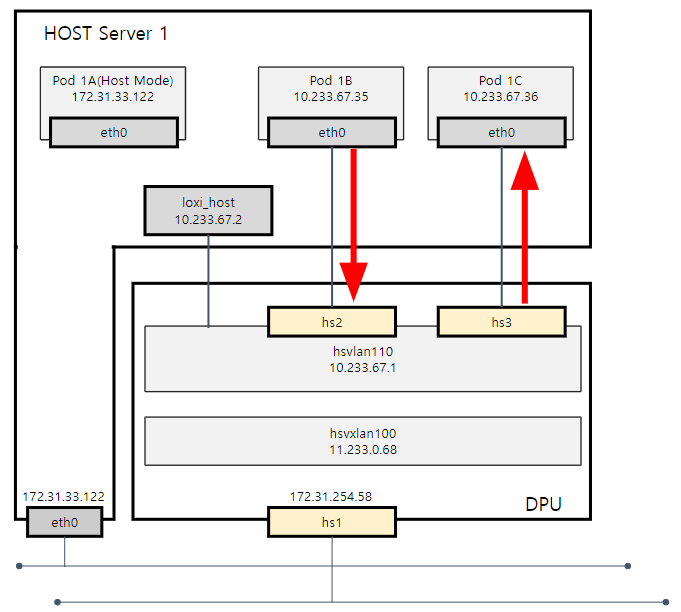 HOST Server 1
Pod 1A(Host Mode)
172.31.33.122
eth0
Pod 1B
10.233.67.35
eth0
Pod 1C
10.233.67.36
eth0
loxi_host
10.233.67.2
hs2
hs3
hsvlan110
10.233.67.1
hsvxlan100
11.233.0.68
172.31.33.122
eth0
172.31.254.58
hs1
DPU